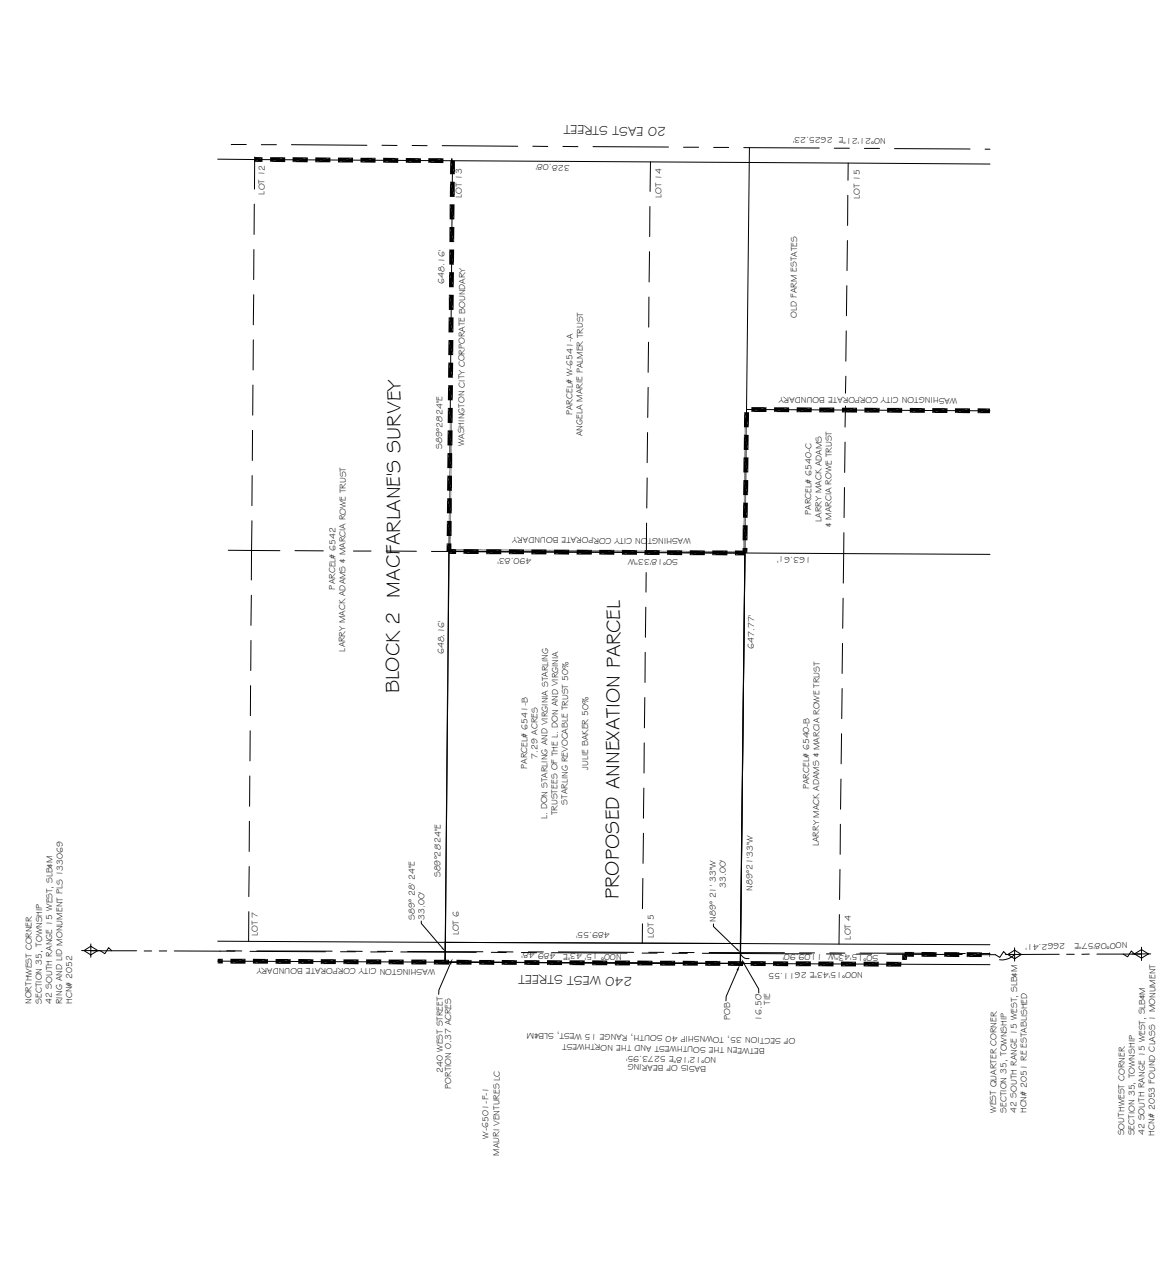 20 EAST STREET
N0°21'21"E 2625.23'
328.08'
LOT 12
LOT 13
LOT 14
LOT 15
648.16'
S89°28'24"E
WASHINGTON CITY CORPORATE BOUNDARY
PARCEL# W-6541-A
ANGELA MARIE PALMER TRUST
OLD FARM ESTATES
WASHINGTON CITY CORPORATE BOUNDARY
PARCEL# 6540-C
LARRY MACK ADAMS
& MARCIA ROWE TRUST
BLOCK 2 MACFARLANE'S SURVEY
PARCEL# 6542
LARRY MACK ADAMS & MARCIA ROWE TRUST
WASHINGTON CITY CORPORATE BOUNDARY
490.83'
S0°18'33"W
163.61'
648.16'
S89°28'24"E
647.77'
N89°21'33"W
PARCEL# 6541-B
7.29 ACRES
L. DON STARLING AND VIRGINIA STARLING
TRUSTEES OF THE L. DON AND VIRGINIA
STARLING REVOCABLE TRUST 50%
JULIE BAKER 50%
PROPOSED ANNEXATION PARCEL
PARCEL# 6540-B
LARRY MACK ADAMS & MARCIA ROWE TRUST
S89° 28' 24"E
33.00'
N89° 21' 33"W
33.00'
LOT 7
LOT 6
LOT 5
LOT 4
489.55'
N00°15'43"E 489.48'
S0°15'43"W 109.90'
N00°15'43"E 2611.55
N00°08'57"E 2662.41'
WASHINGTON CITY CORPORATE BOUNDARY
240 WEST STREET
240 WEST STREET
PORTION 0.37 ACRES
POB
16.50'
TIE
BASIS OF BEARING
N0°12'18"E 5273.95'
BETWEEN THE SOUTHWEST AND THE NORTHWEST
OF SECTION 35, TOWNSHIP 40 SOUTH, RANGE 15 WEST, SLB&M
W-6501-F-1
MAURI VENTURES LC
NORTHWEST CORNER
SECTION 35, TOWNSHIP
42 SOUTH RANGE 15 WEST, SLB&M
RING AND LID MONUMENT PLS 133069
HCN# 2052
WEST QUARTER CORNER
SECTION 35, TOWNSHIP
42 SOUTH RANGE 15 WEST, SLB&M
HCN# 2051 RE ESTABLISHED
SOUTHWEST CORNER
SECTION 35, TOWNSHIP
42 SOUTH RANGE 15 WEST, SLB&M
HCN# 2053 FOUND CLASS 1 MONUMENT